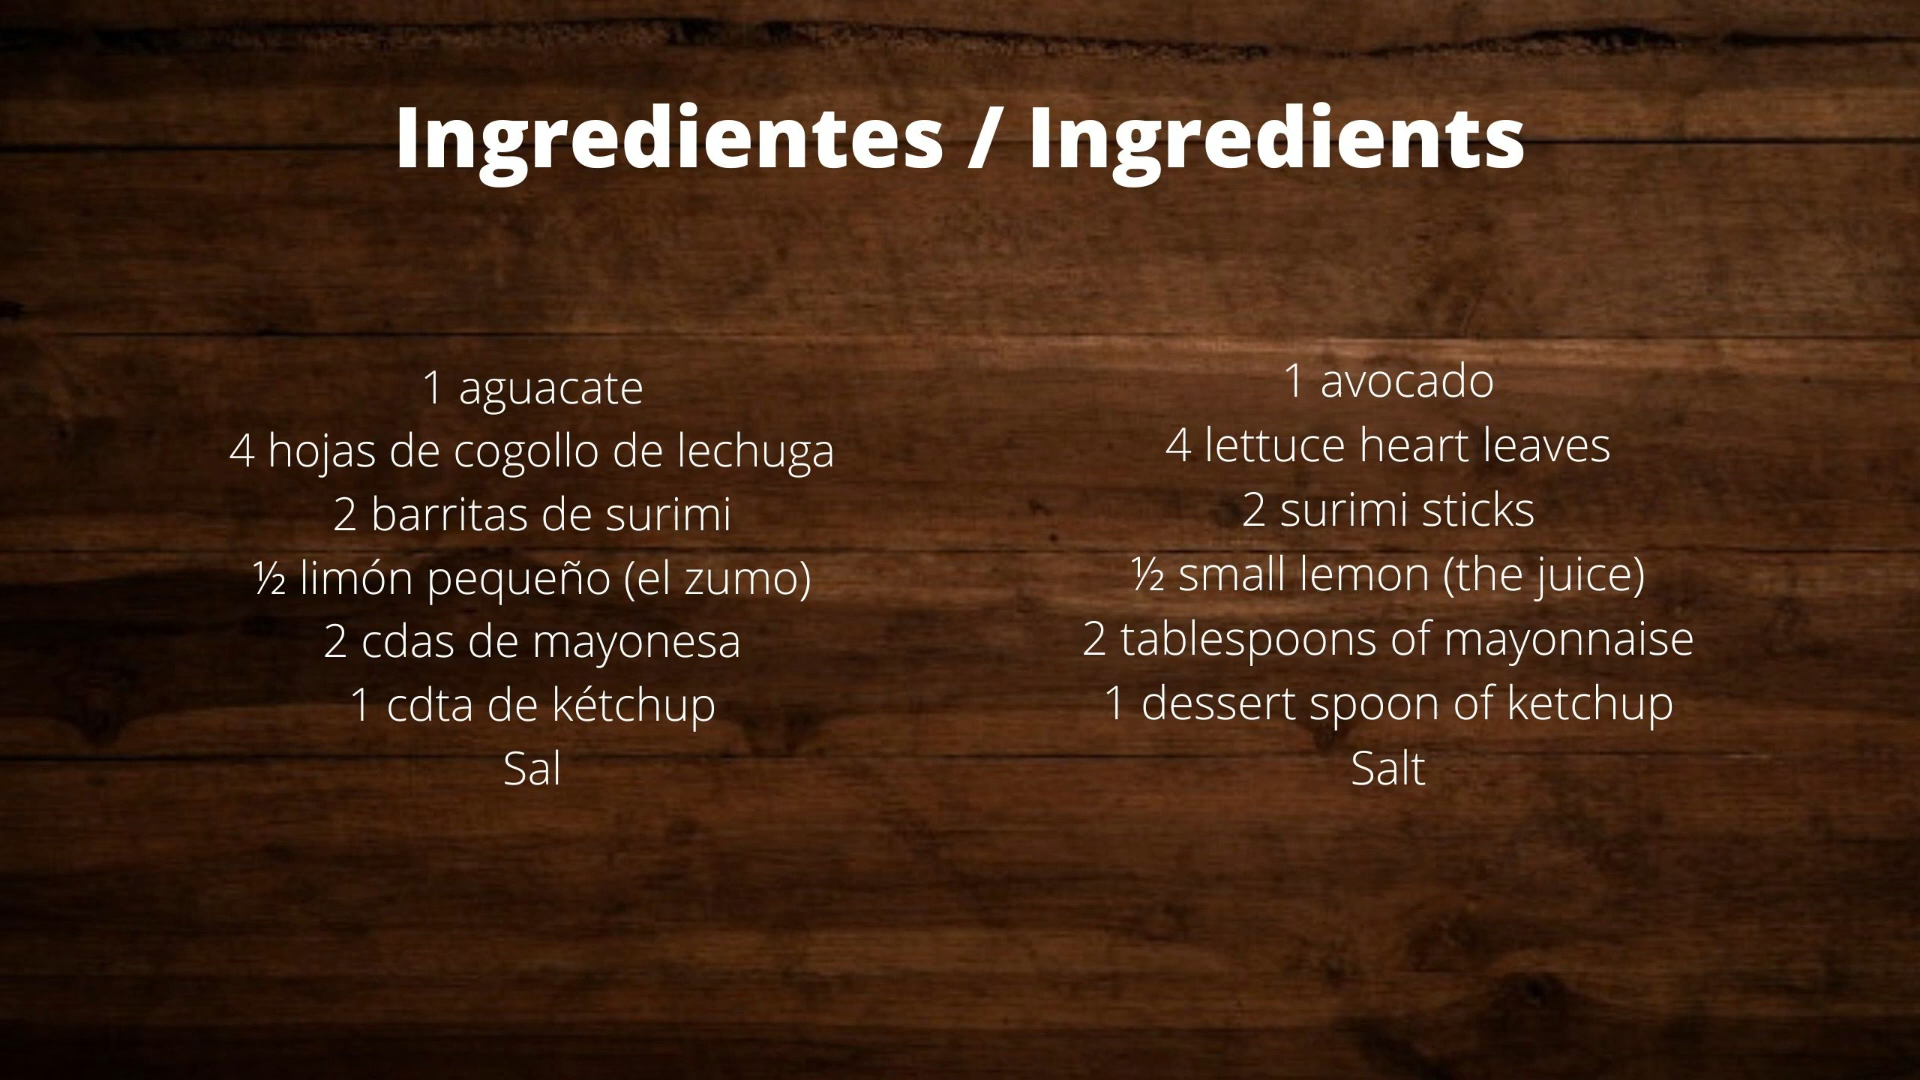 Ingredientes / Ingredients
1 aguacate
4 hojas de cogollo de lechuga
2 barritas de surimi
½ limón pequeño (el zumo)
2 cdas de mayonesa
1 cdta de kétchup
Sal
1 avocado
4 lettuce heart leaves
2 surimi sticks
½ small lemon (the juice)
2 tablespoons of mayonnaise
1 dessert spoon of ketchup
Salt